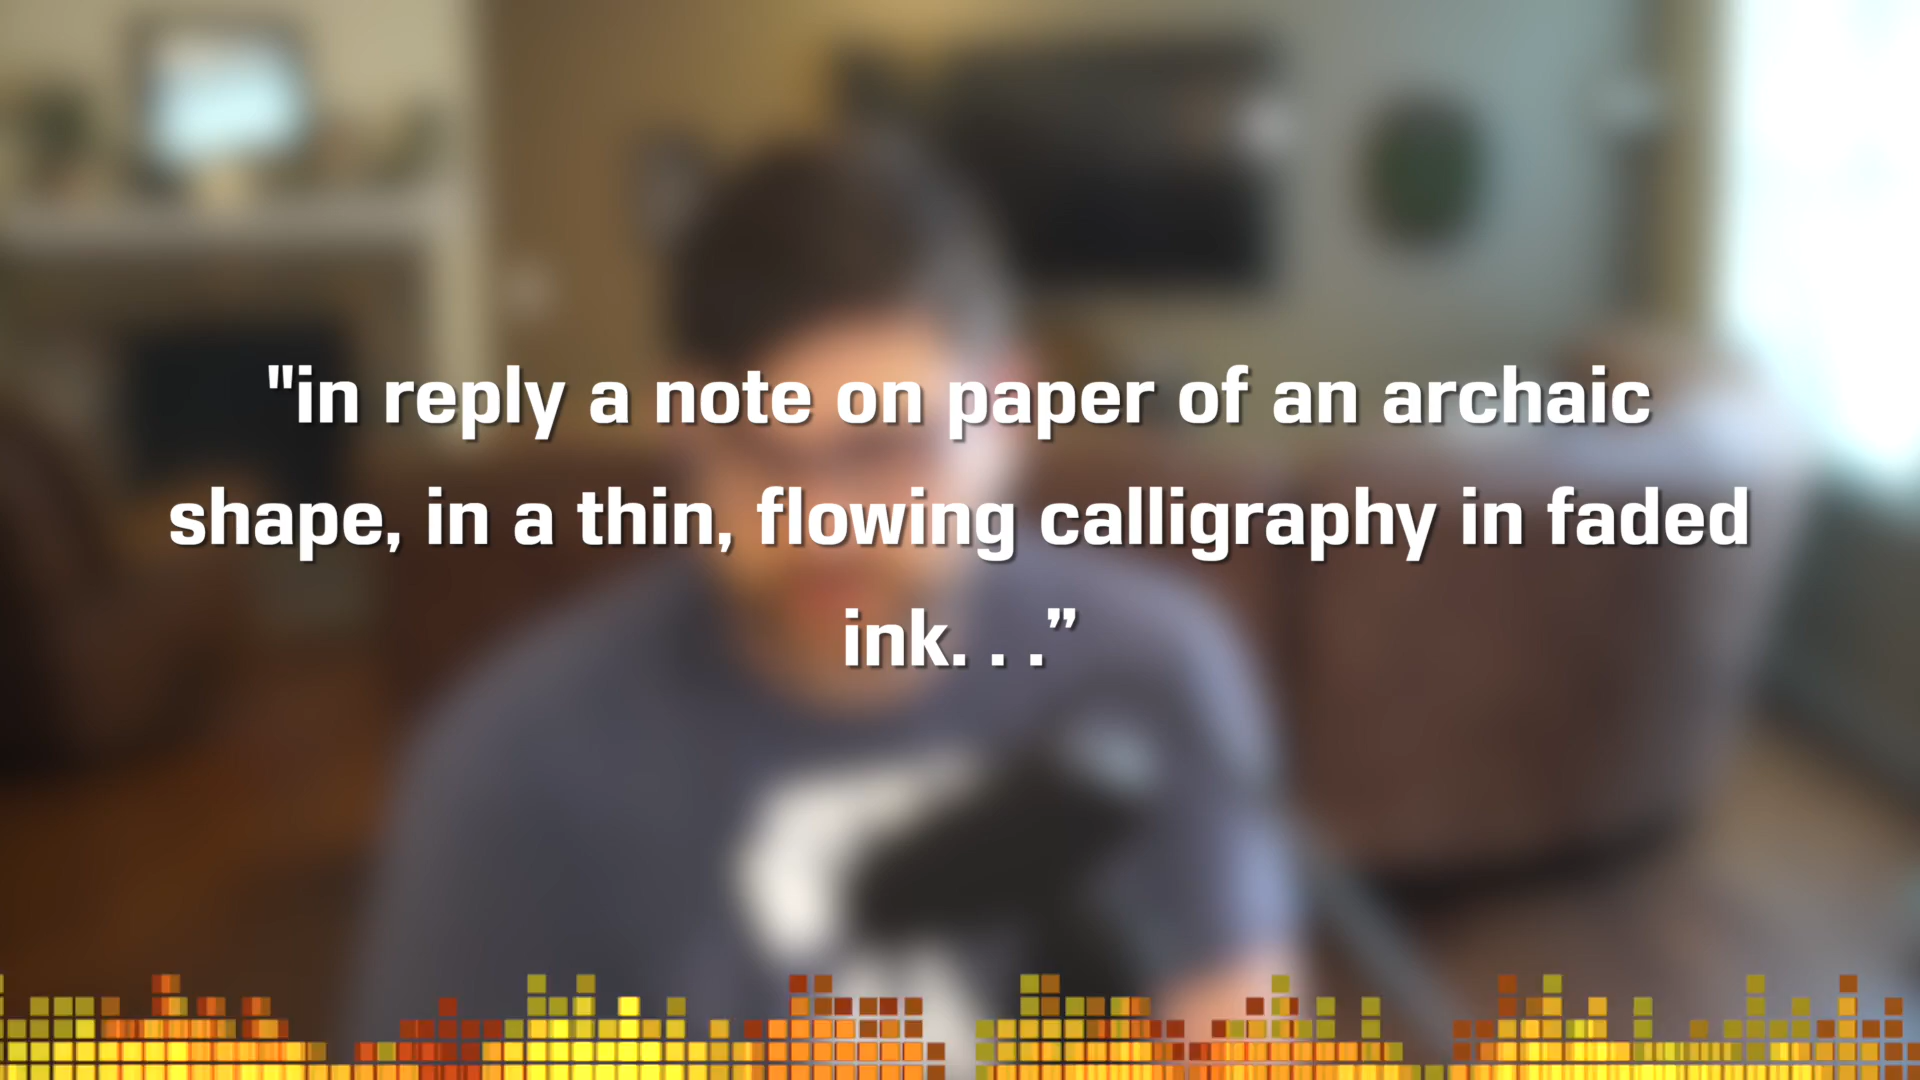 "in reply a note on paper of an archaic
shape, in a thin, flowing calligraphy in faded
ink. . .”